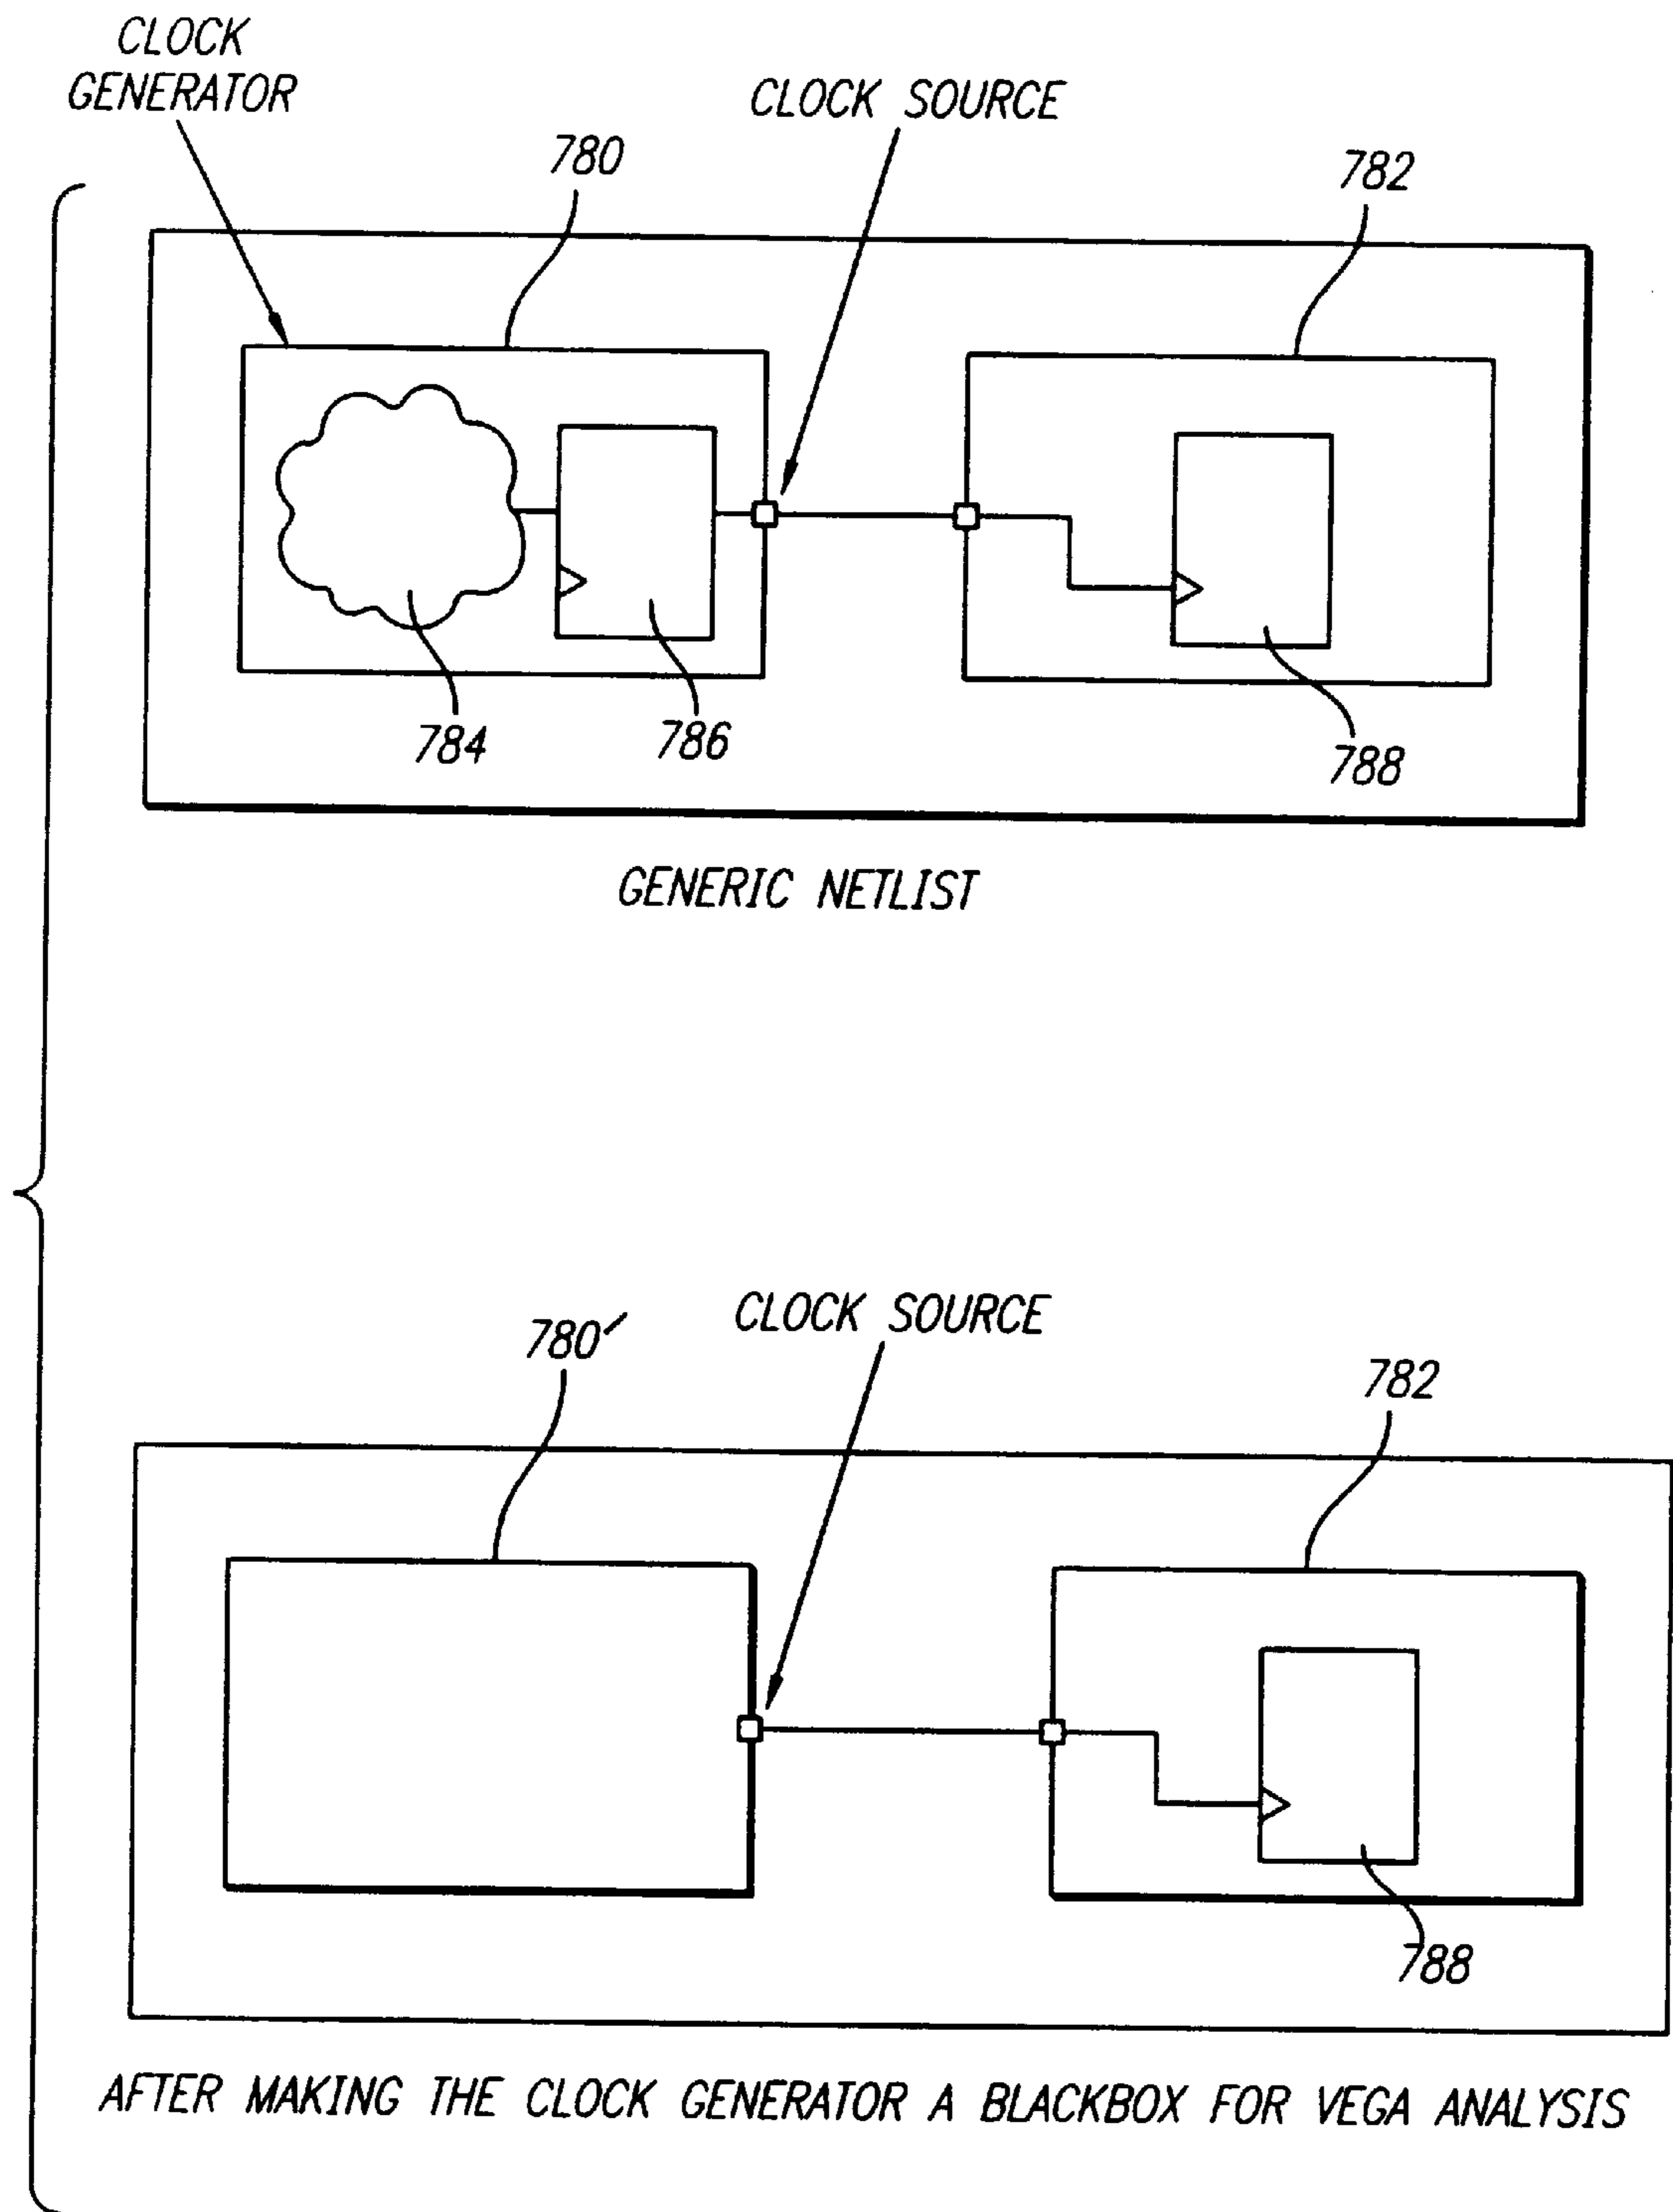 CLOCK
GENERATOR
CLOCK SOURCE
780
782
784
786
788
GENERIC NETLIST
780′
CLOCK SOURCE
782
788
AFTER MAKING THE CLOCK GENERATOR A BLACKBOX FOR VEGA ANALYSIS